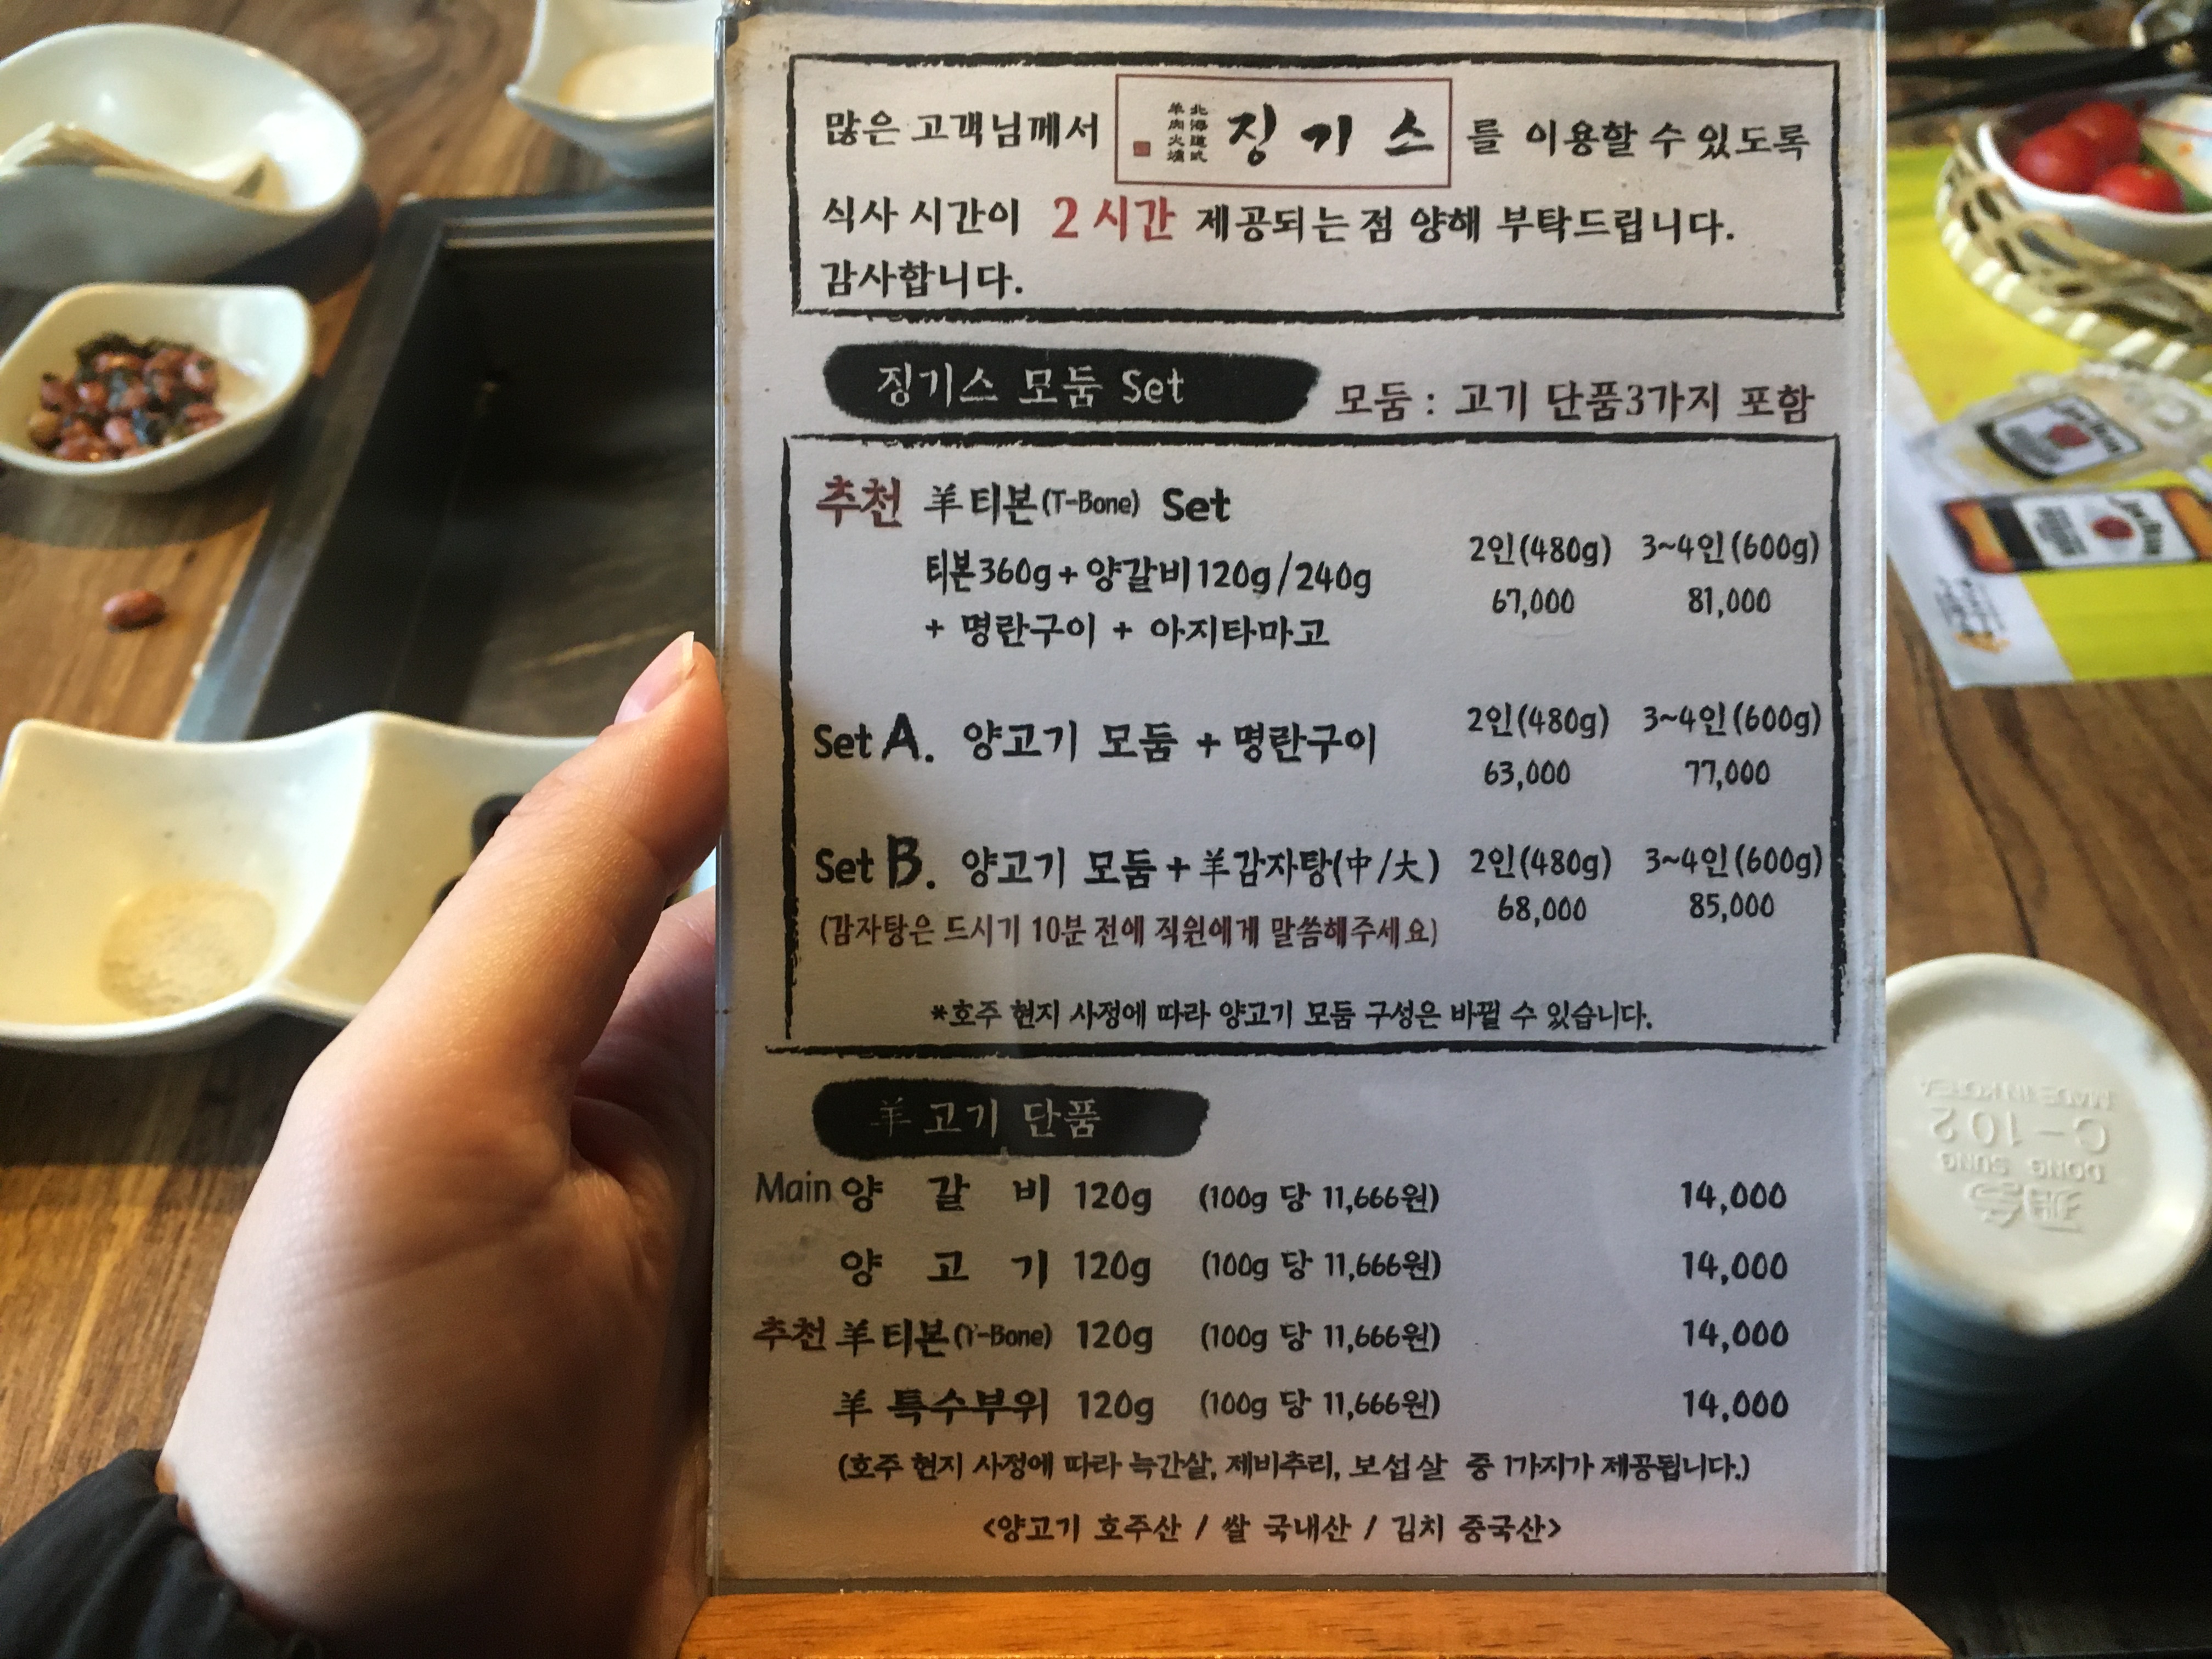 많은 고객님께서 北海道式 羊肉火鍋 징기스 를 이용할 수 있도록
식사 시간이 2시간 제공되는 점 양해 부탁드립니다.
감사합니다.
징기스 모둠 Set
모둠 : 고기 단품3가지 포함
추천 羊티본(T-Bone) Set
2인(480g) 3~4인(600g)
티본360g+양갈비120g/240g
67,000 81,000
+ 명란구이 + 아지타마고
Set A. 양고기 모둠 + 명란구이 2인(480g) 3~4인(600g)
63,000 77,000
Set B. 양고기 모둠+羊감자탕(中/大) 2인(480g) 3~4인(600g)
68,000 85,000
(감자탕은 드시기 10분 전에 직원에게 말씀해주세요)
*호주 현지 사정에 따라 양고기 모둠 구성은 바뀔 수 있습니다.
羊고기 단품
Main 양갈비 120g (100g 당 11,666원) 14,000
양고기 120g (100g 당 11,666원) 14,000
추천 羊티본(T-Bone) 120g (100g 당 11,666원) 14,000
羊 특수부위 120g (100g 당 11,666원) 14,000
(호주 현지 사정에 따라 늑간살, 제비추리, 보섭살 중 1가지가 제공됩니다.)
<양고기 호주산 / 쌀 국내산 / 김치 중국산>
MADE IN KOREA
C-102
DONG SUNG